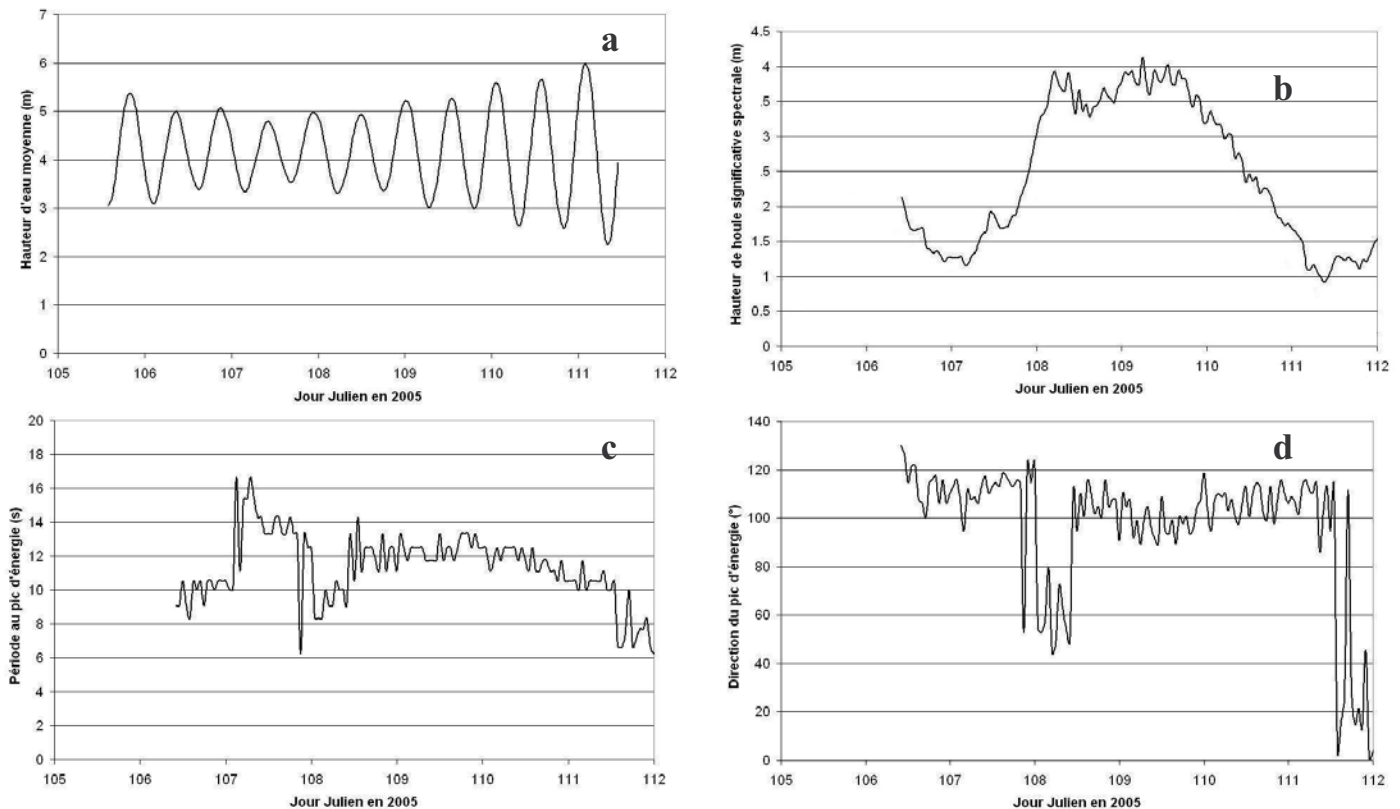 a
Hauteur d'eau moyenne (m)
7
6
5
4
3
2
1
0
105 106 107 108 109 110 111 112
Jour Julien en 2005
b
Hauteur de houle significative spectrale (m)
4.5
4
.5
3
.5
2
1.5
1
0.5
0
105 106 107 108 109 110 111 112
Jour Julien en 2005
c
Période au pic d'énergie (s)
20
18
16
14
12
10
8
6
4
2
0
105 106 107 108 109 110 111 112
Jour Julien en 2005
d
Direction du pic d'énergie (°)
140
120
100
80
60
40
20
0
105 106 107 108 109 110 111 112
Jour Julien en 2005